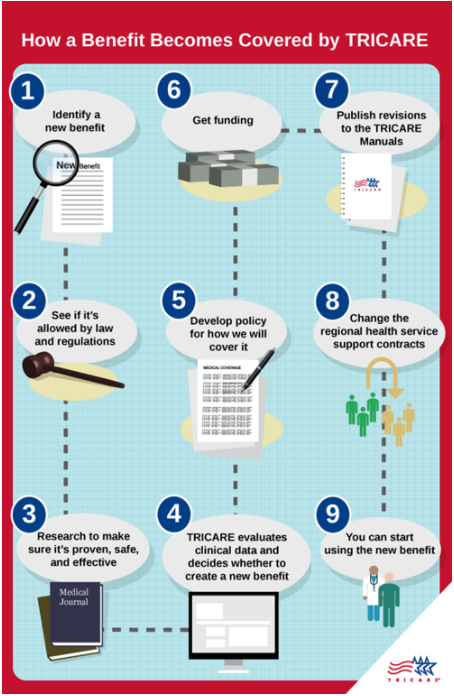 How a Benefit Becomes Covered by TRICARE
1
Identify a
new benefit
New Benefit
2
See if it's
allowed by law
and regulations
3
Research to make
sure it's proven, safe,
and effective
Medical
Journal
4
TRICARE evaluates
clinical data and
decides whether to
create a new benefit
5
Develop policy
for how we will
cover it
MEDICAL COVERAGE
6
Get funding
7
Publish revisions
to the TRICARE
Manuals
TRICARE
8
Change the
regional health service
support contracts
9
You can start
using the new benefit
TRICARE